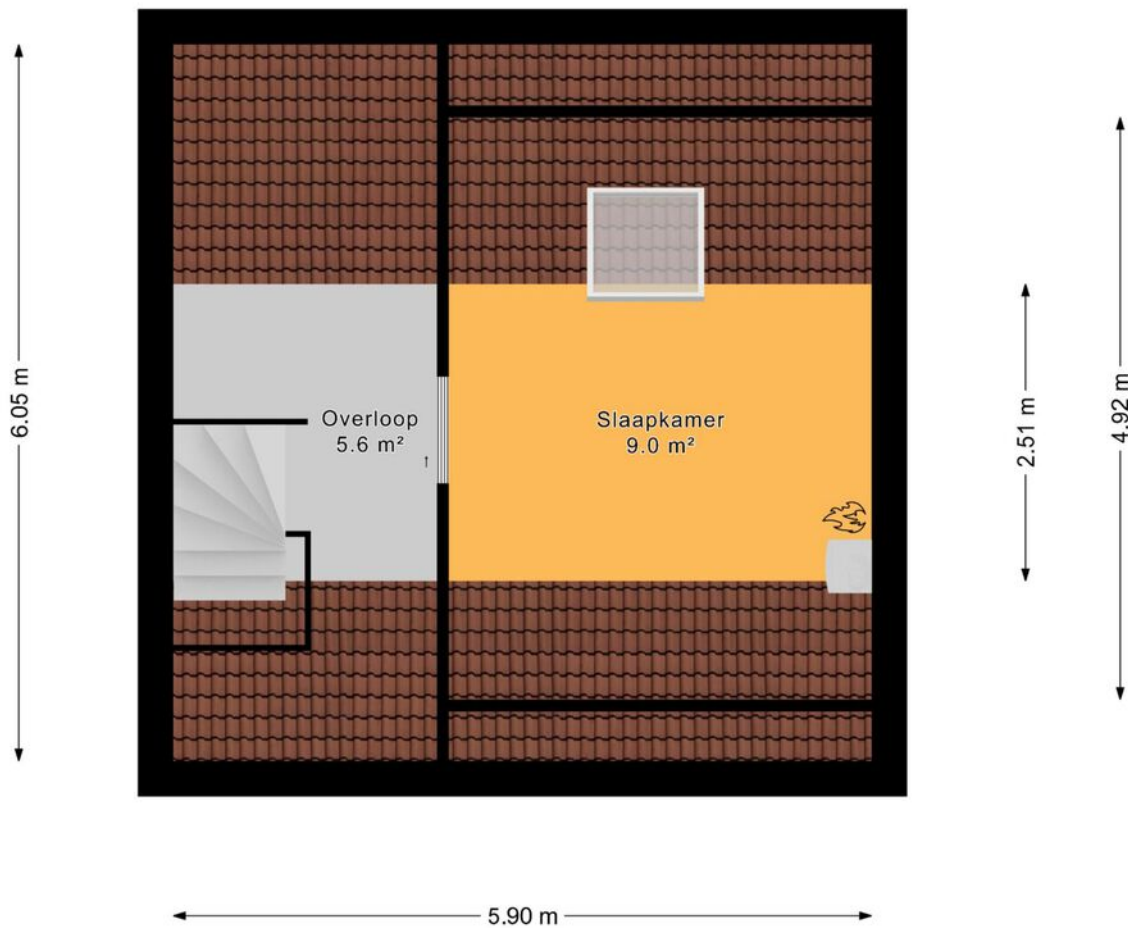 Overloop
5.6 m²
↑
Slaapkamer
9.0 m²
6.05 m
2.51 m
4.92 m
5.90 m